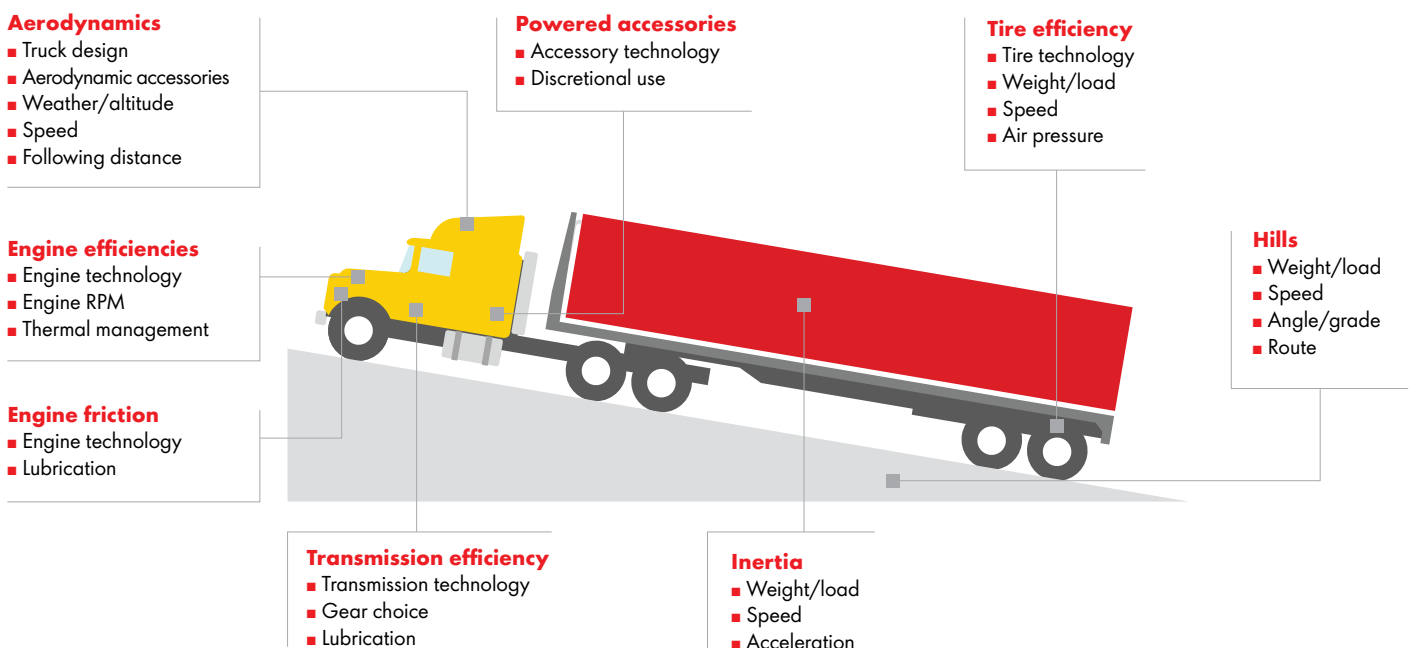 Aerodynamics
Truck design
Aerodynamic accessories
Weather/altitude
Speed
Following distance
Powered accessories
Accessory technology
Discretional use
Tire efficiency
Tire technology
Weight/load
Speed
Air pressure
Engine efficiencies
Engine technology
Engine RPM
Thermal management
Hills
Weight/load
Speed
Angle/grade
Route
Engine friction
Engine technology
Lubrication
Transmission efficiency
Transmission technology
Gear choice
Lubrication
Inertia
Weight/load
Speed
Acceleration